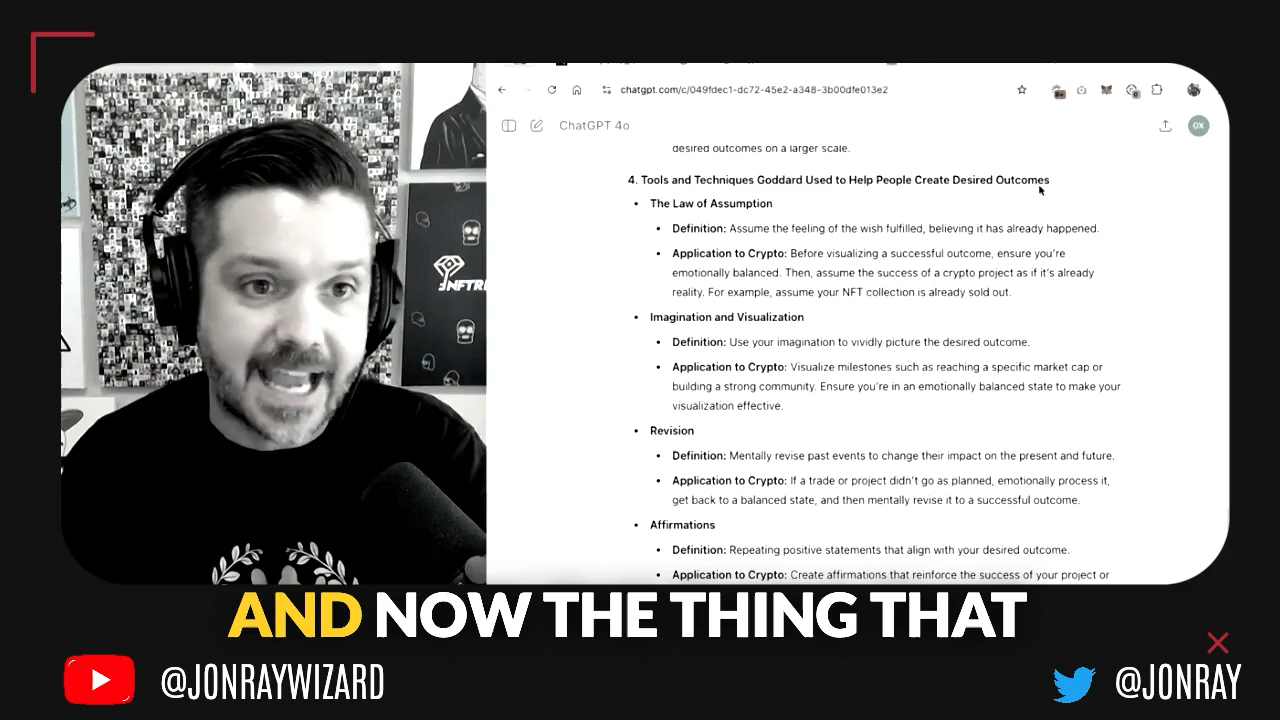 chatgpt.com/c/049fdec1-dc72-45e2-a348-3b00dfe013e2
ChatGPT 4o
OX
desired outcomes on a larger scale.
4. Tools and Techniques Goddard Used to Help People Create Desired Outcomes
• The Law of Assumption
• Definition: Assume the feeling of the wish fulfilled, believing it has already happened.
• Application to Crypto: Before visualizing a successful outcome, ensure you're
emotionally balanced. Then, assume the success of a crypto project as if it's already
reality. For example, assume your NFT collection is already sold out.
• Imagination and Visualization
• Definition: Use your imagination to vividly picture the desired outcome.
• Application to Crypto: Visualize milestones such as reaching a specific market cap or
building a strong community. Ensure you're in an emotionally balanced state to make your
visualization effective.
• Revision
• Definition: Mentally revise past events to change their impact on the present and future.
• Application to Crypto: If a trade or project didn't go as planned, emotionally process it,
get back to a balanced state, and then mentally revise it to a successful outcome.
• Affirmations
• Definition: Repeating positive statements that align with your desired outcome.
• Application to Crypto: Create affirmations that reinforce the success of your project or
AND NOW THE THING THAT
@JONRAYWIZARD
@JONRAY